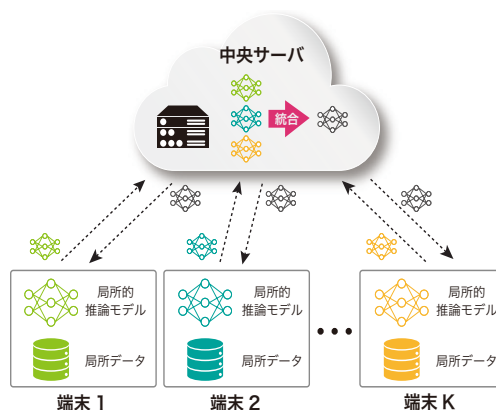 中央サーバ
統合
局所的
推論モデル
局所データ
端末 1
局所的
推論モデル
局所データ
端末 2
局所的
推論モデル
局所データ
端末 K